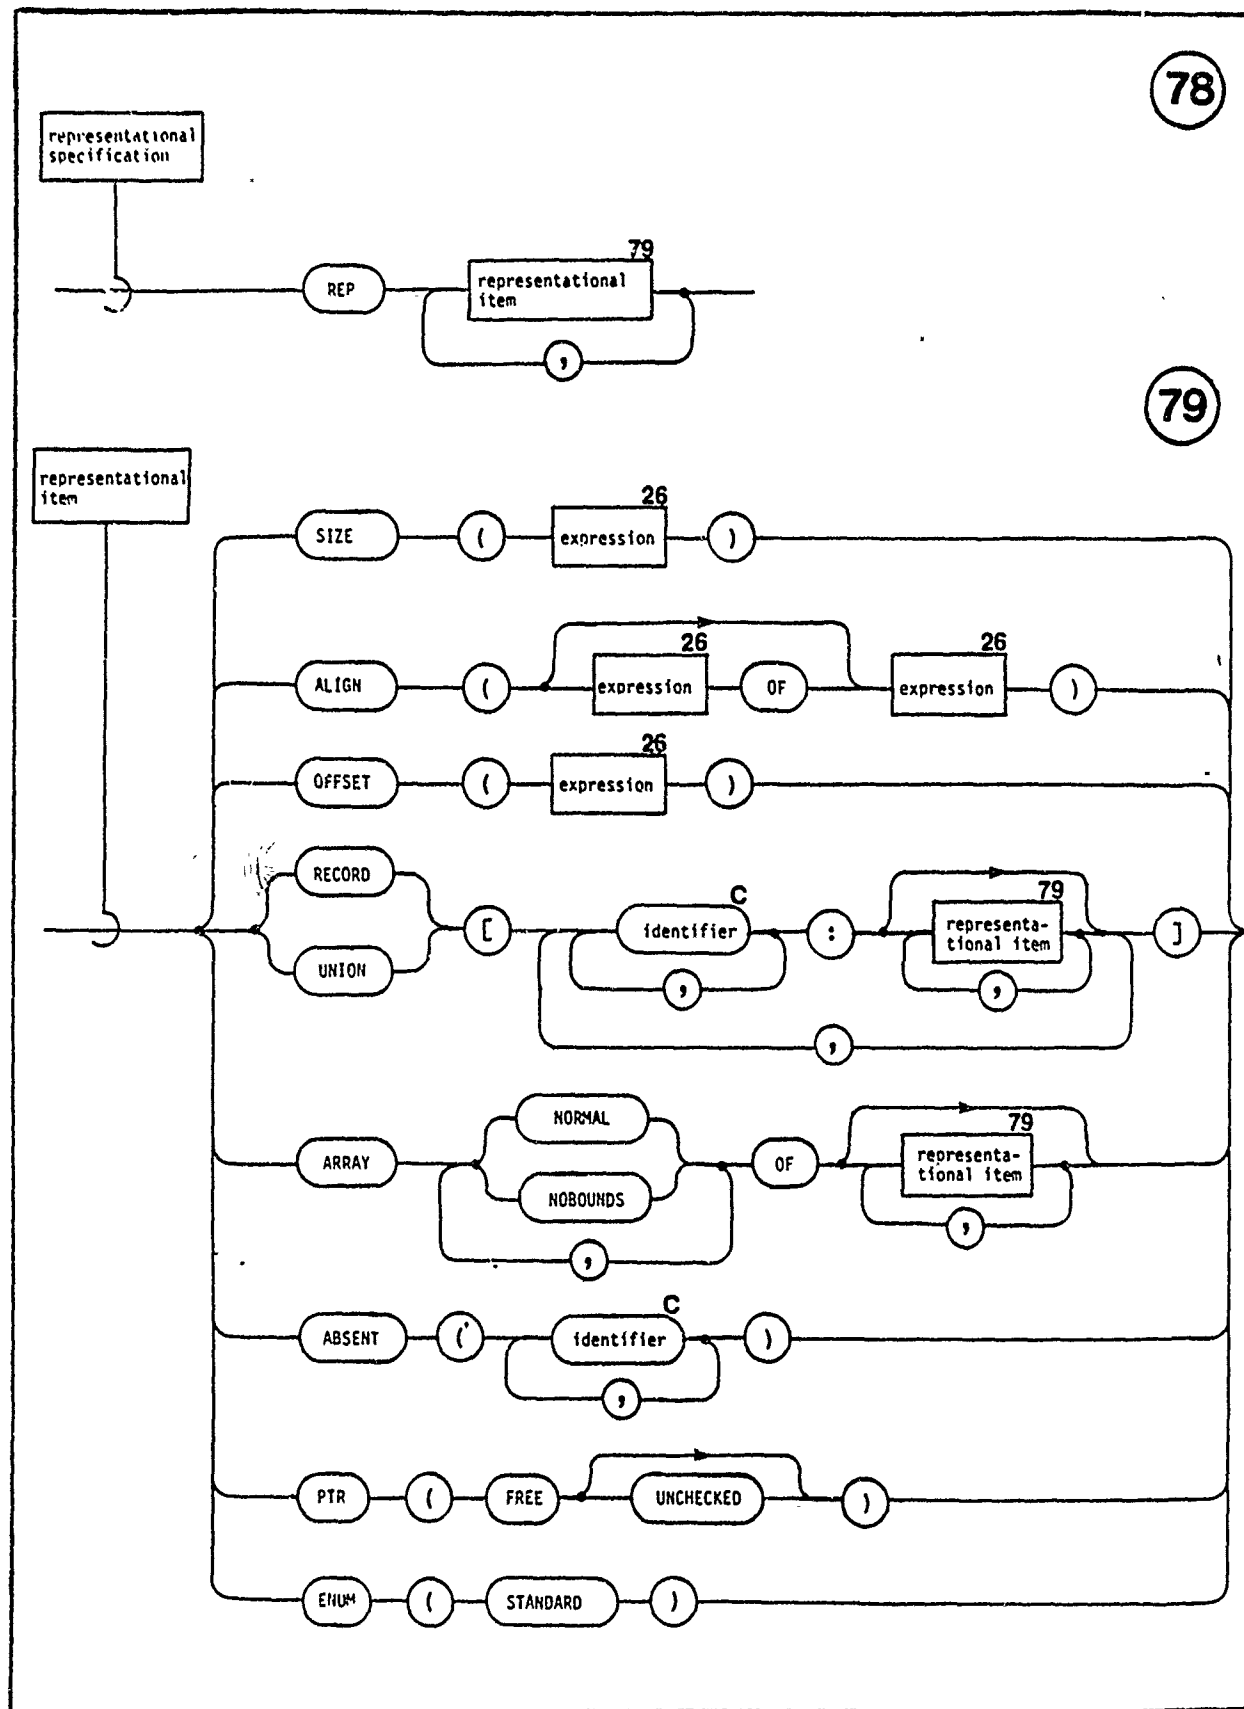 78
representational
specification
79
REP
representational
item
,
79
representational
item
26
SIZE ( expression )
26 26
ALIGN ( expression OF expression )
26
OFFSET ( expression )
RECORD
C 79
[ identifier : representa-
tional item ]
UNION
, ,
,
NORMAL
79
ARRAY OF representa-
tional item
NOBOUNDS
,
,
C
ABSENT ( identifier )
,
PTR ( FREE UNCHECKED )
ENUM ( STANDARD )